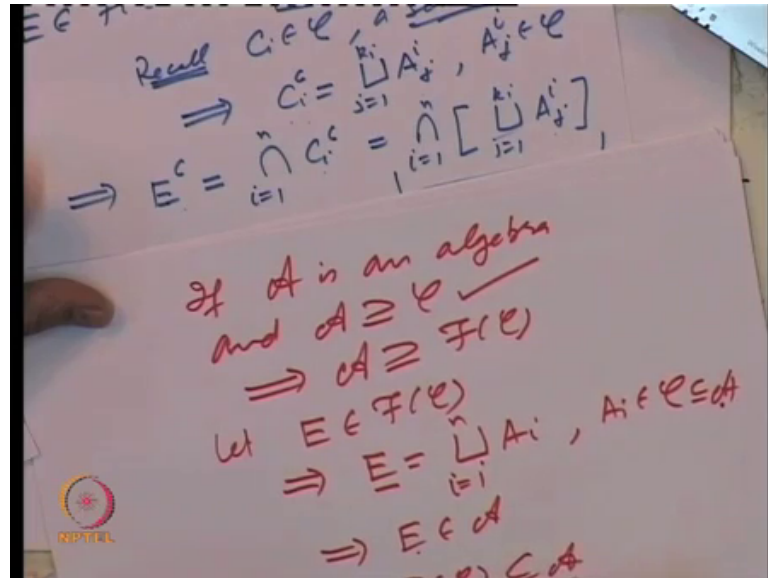 Recall C_i ∈ 𝒞, a
⟹ C_i^c = ⊔_{j=1}^{k_i} A_j^i , A_j^i ∈ 𝒞
⟹ E^c = ⋂_{i=1}^{n} C_i^c = ⋂_{i=1}^{n} [ ⊔_{j=1}^{k_i} A_j^i ]
If 𝒜 is an algebra
and 𝒜 ⊇ 𝒞 ✓
⟹ 𝒜 ⊇ ℱ(𝒞)
Let E ∈ ℱ(𝒞)
⟹ E = ⊔_{i=1}^{n} A_i , A_i ∈ 𝒞 ⊆ 𝒜
⟹ E ∈ 𝒜
⊆ 𝒜
NPTEL